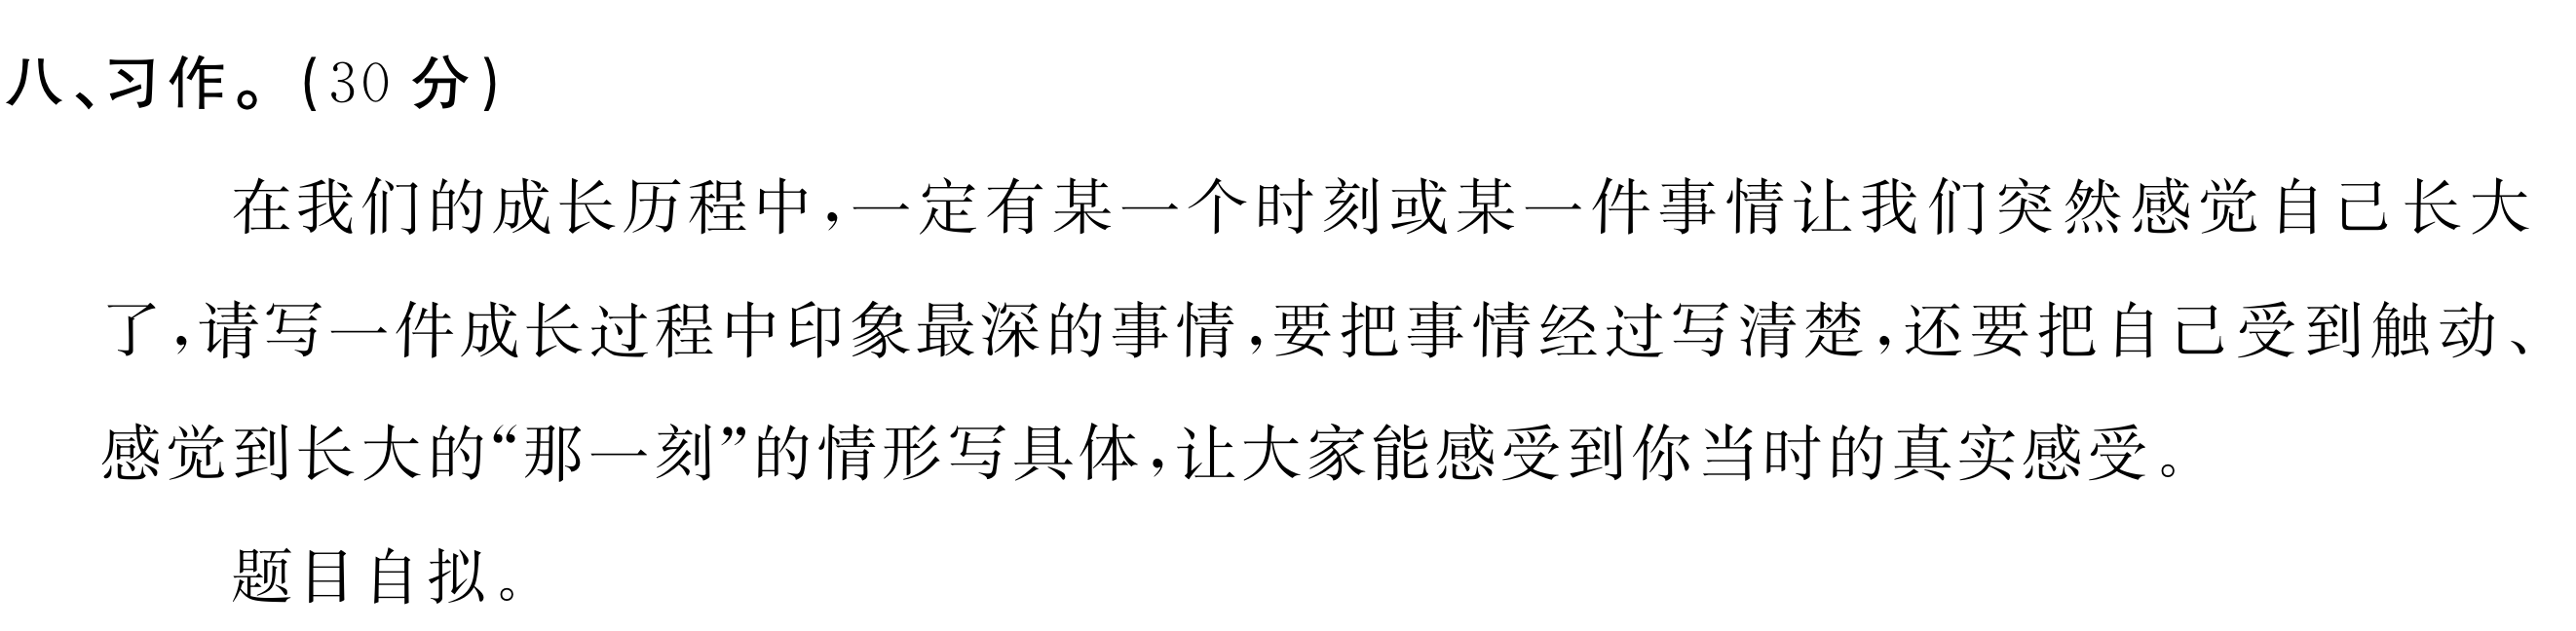 八、习作。(30 分)
在我们的成长历程中,一定有某一个时刻或某一件事情让我们突然感觉自己长大
了,请写一件成长过程中印象最深的事情,要把事情经过写清楚,还要把自己受到触动、
感觉到长大的“那一刻”的情形写具体,让大家能感受到你当时的真实感受。
题目自拟。